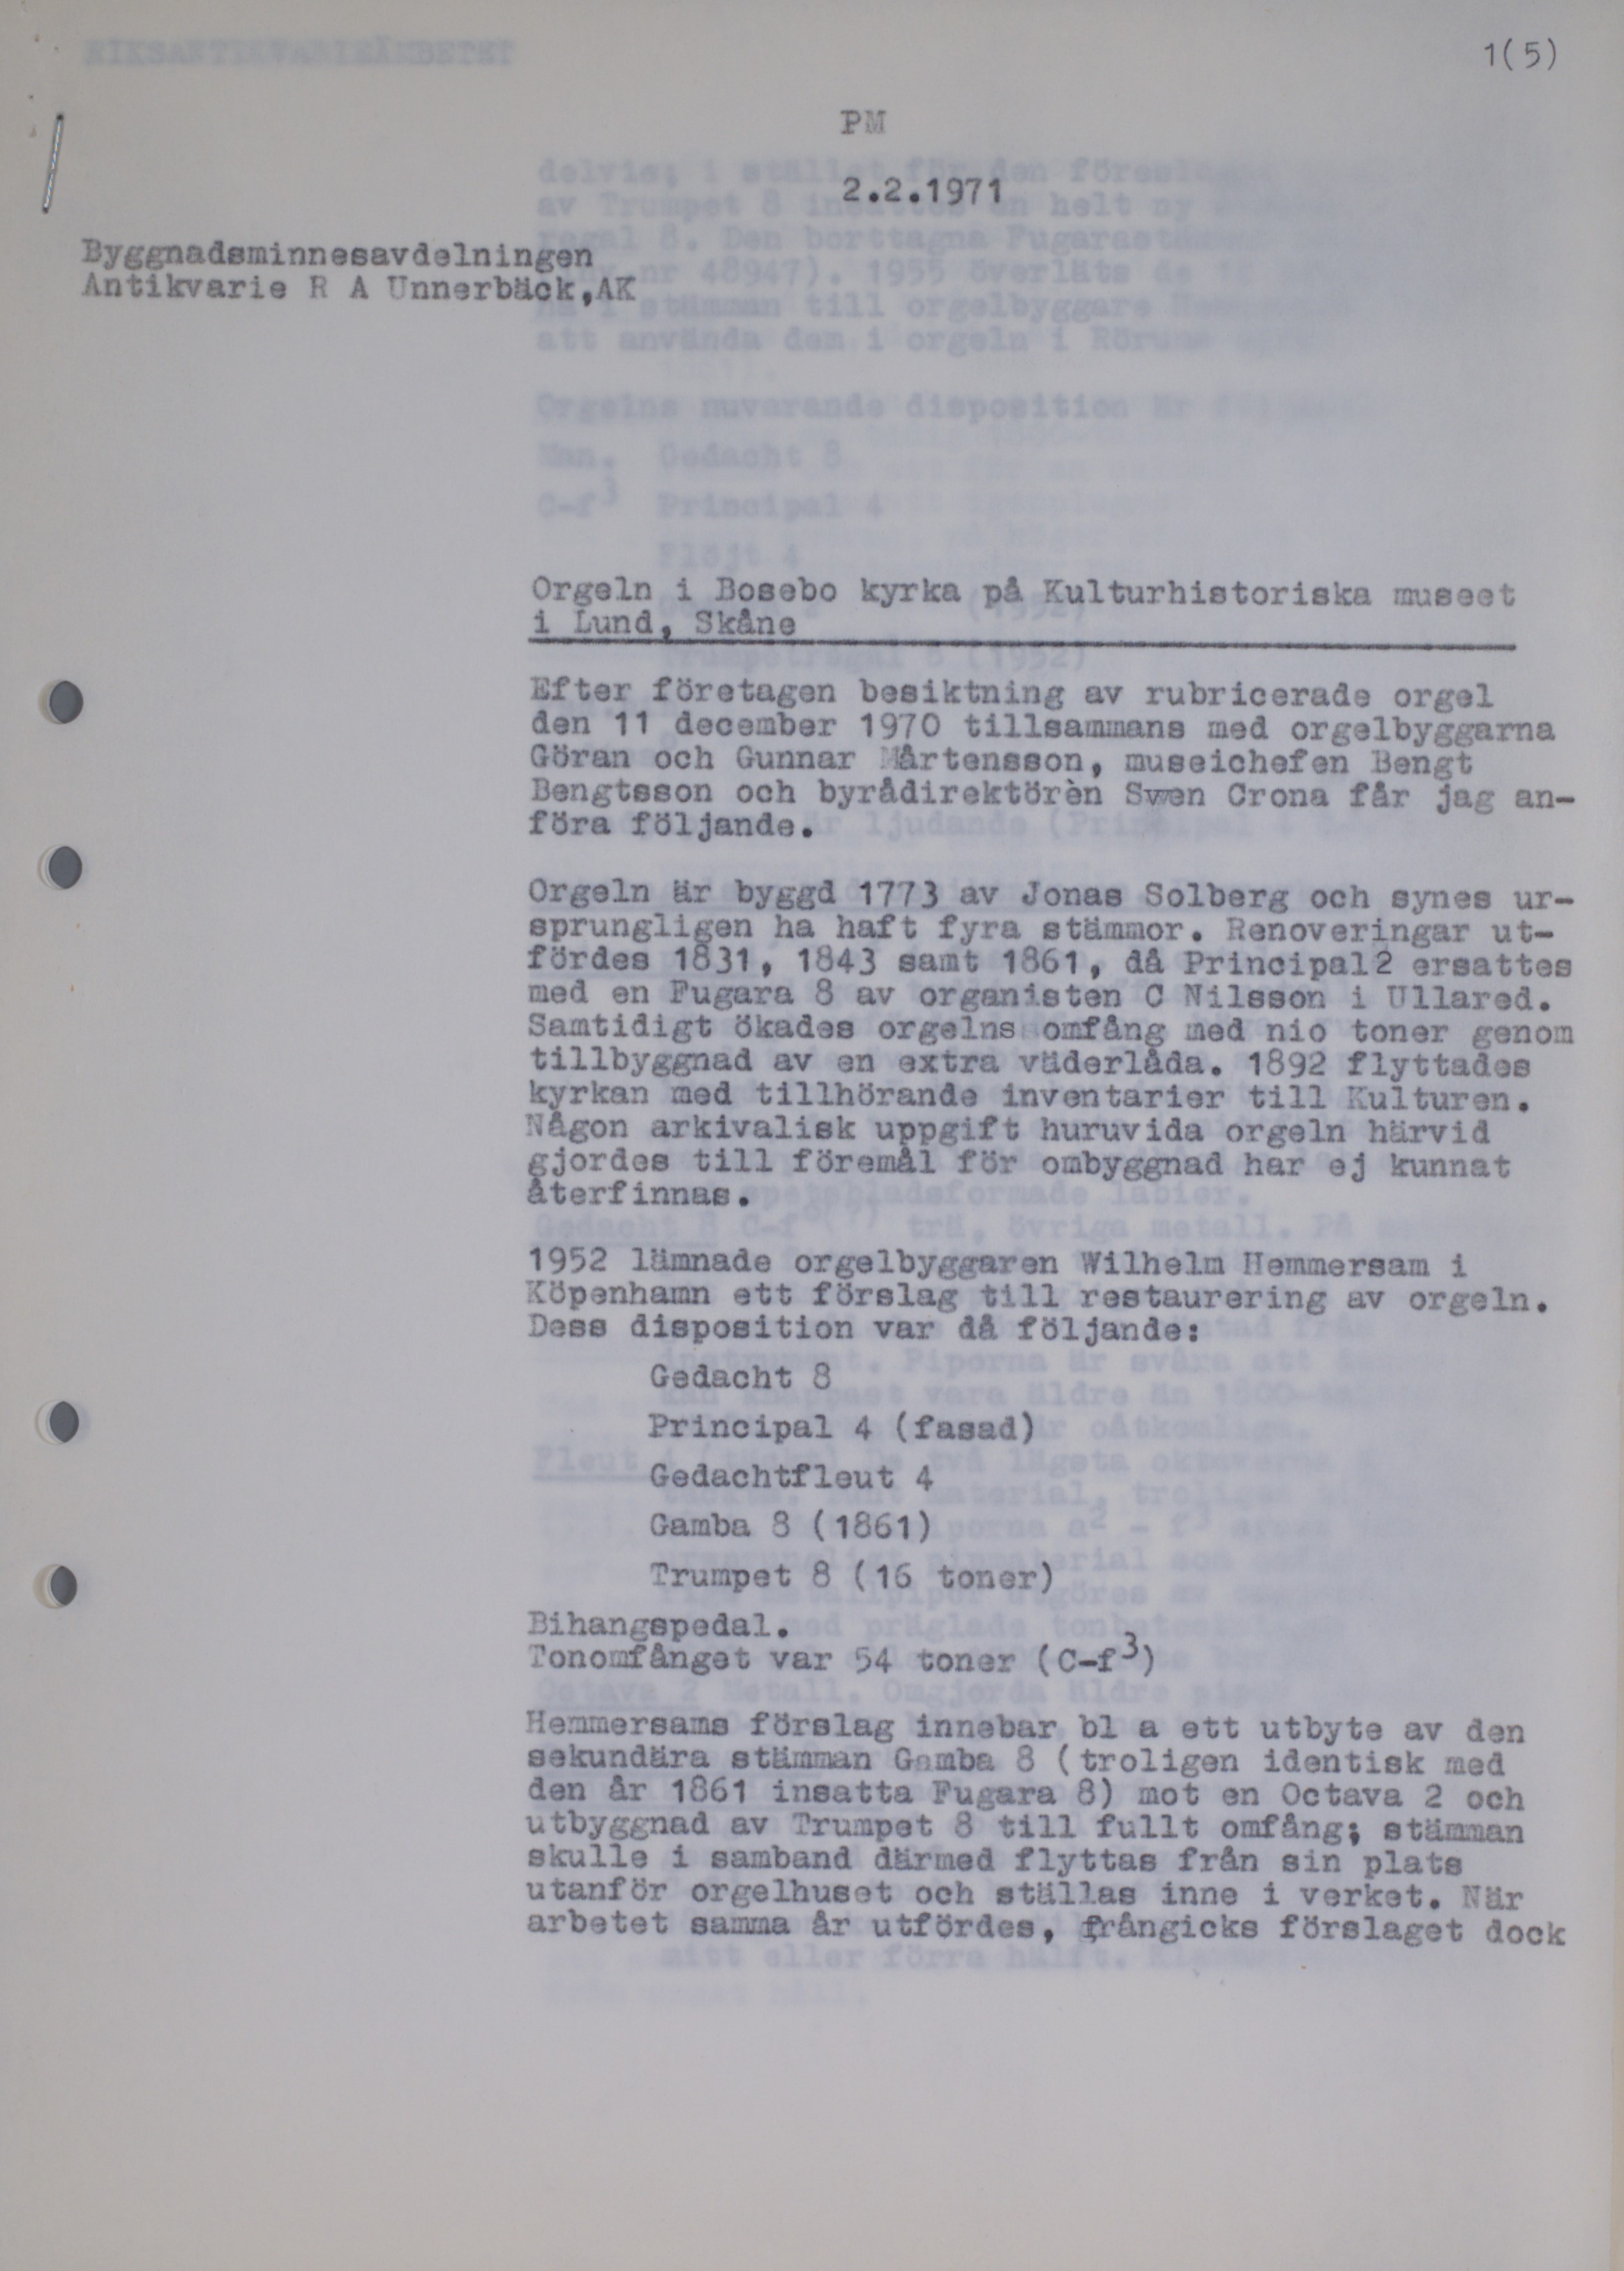 1(5)
PM
2.2.1971
Byggnadsminnesavdelningen
Antikvarie R A Unnerbäck,AK
Orgeln i Bosebo kyrka på Kulturhistoriska museet
i Lund, Skåne
Efter företagen besiktning av rubricerade orgel
den 11 december 1970 tillsammans med orgelbyggarna
Göran och Gunnar Mårtensson, museichefen Bengt
Bengtsson och byrådirektörèn Swen Crona får jag an-
föra följande.
Orgeln är byggd 1773 av Jonas Solberg och synes ur-
sprungligen ha haft fyra stämmor. Renoveringar ut-
fördes 1831, 1843 samt 1861, då Principal2 ersattes
med en Fugara 8 av organisten C Nilsson i Ullared.
Samtidigt ökades orgelns omfång med nio toner genom
tillbyggnad av en extra väderlåda. 1892 flyttades
kyrkan med tillhörande inventarier till Kulturen.
Någon arkivalisk uppgift huruvida orgeln härvid
gjordes till föremål för ombyggnad har ej kunnat
återfinnas.
1952 lämnade orgelbyggaren Wilhelm Hemmersam i
Köpenhamn ett förslag till restaurering av orgeln.
Dess disposition var då följande:
Gedacht 8
Principal 4 (fasad)
Gedachtfleut 4
Gamba 8 (1861)
Trumpet 8 (16 toner)
Bihangspedal.
Tonomfånget var 54 toner (C-f³)
Hemmersams förslag innebar bl a ett utbyte av den
sekundära stämman Gamba 8 (troligen identisk med
den år 1861 insatta Fugara 8) mot en Octava 2 och
utbyggnad av Trumpet 8 till fullt omfång; stämman
skulle i samband därmed flyttas från sin plats
utanför orgelhuset och ställas inne i verket. När
arbetet samma år utfördes, frångicks förslaget dock